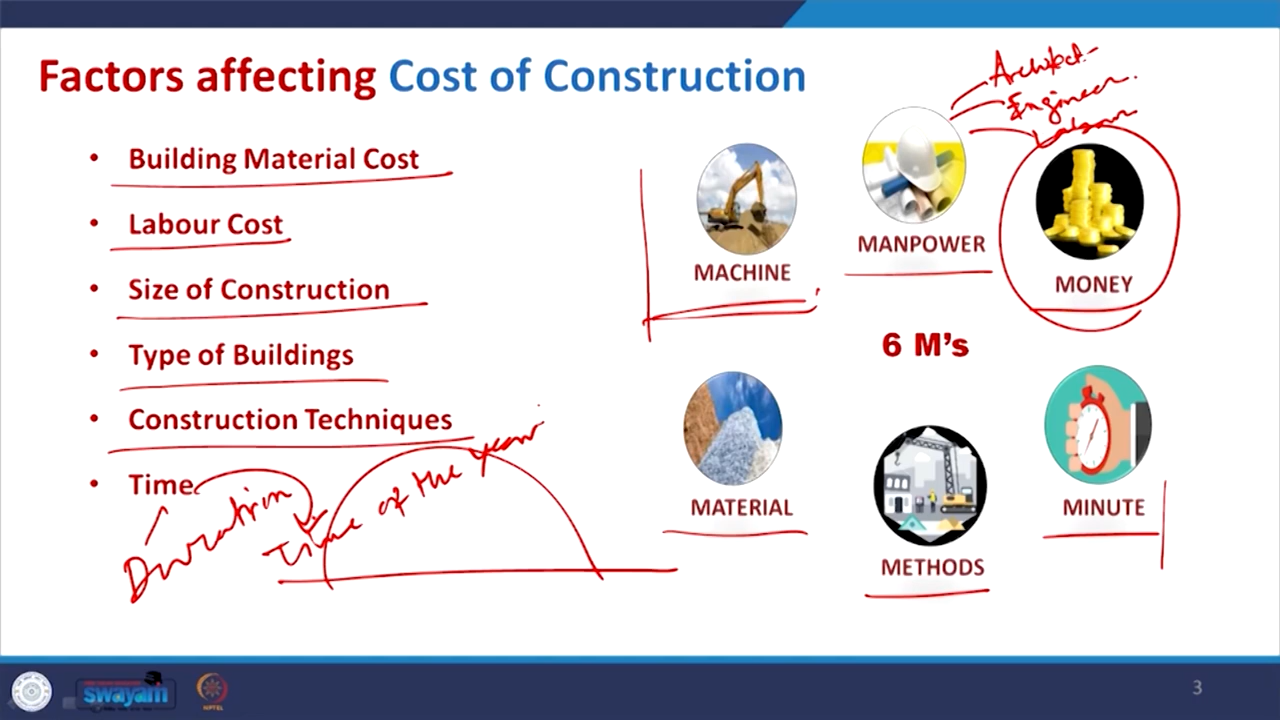 Factors affecting Cost of Construction
• Building Material Cost
• Labour Cost
• Size of Construction
• Type of Buildings
• Construction Techniques
• Time
Duration
Time of the year
Architect
Engineer
Labour
MACHINE
MANPOWER
MONEY
6 M's
MATERIAL
METHODS
MINUTE
swayam
NPTEL
3